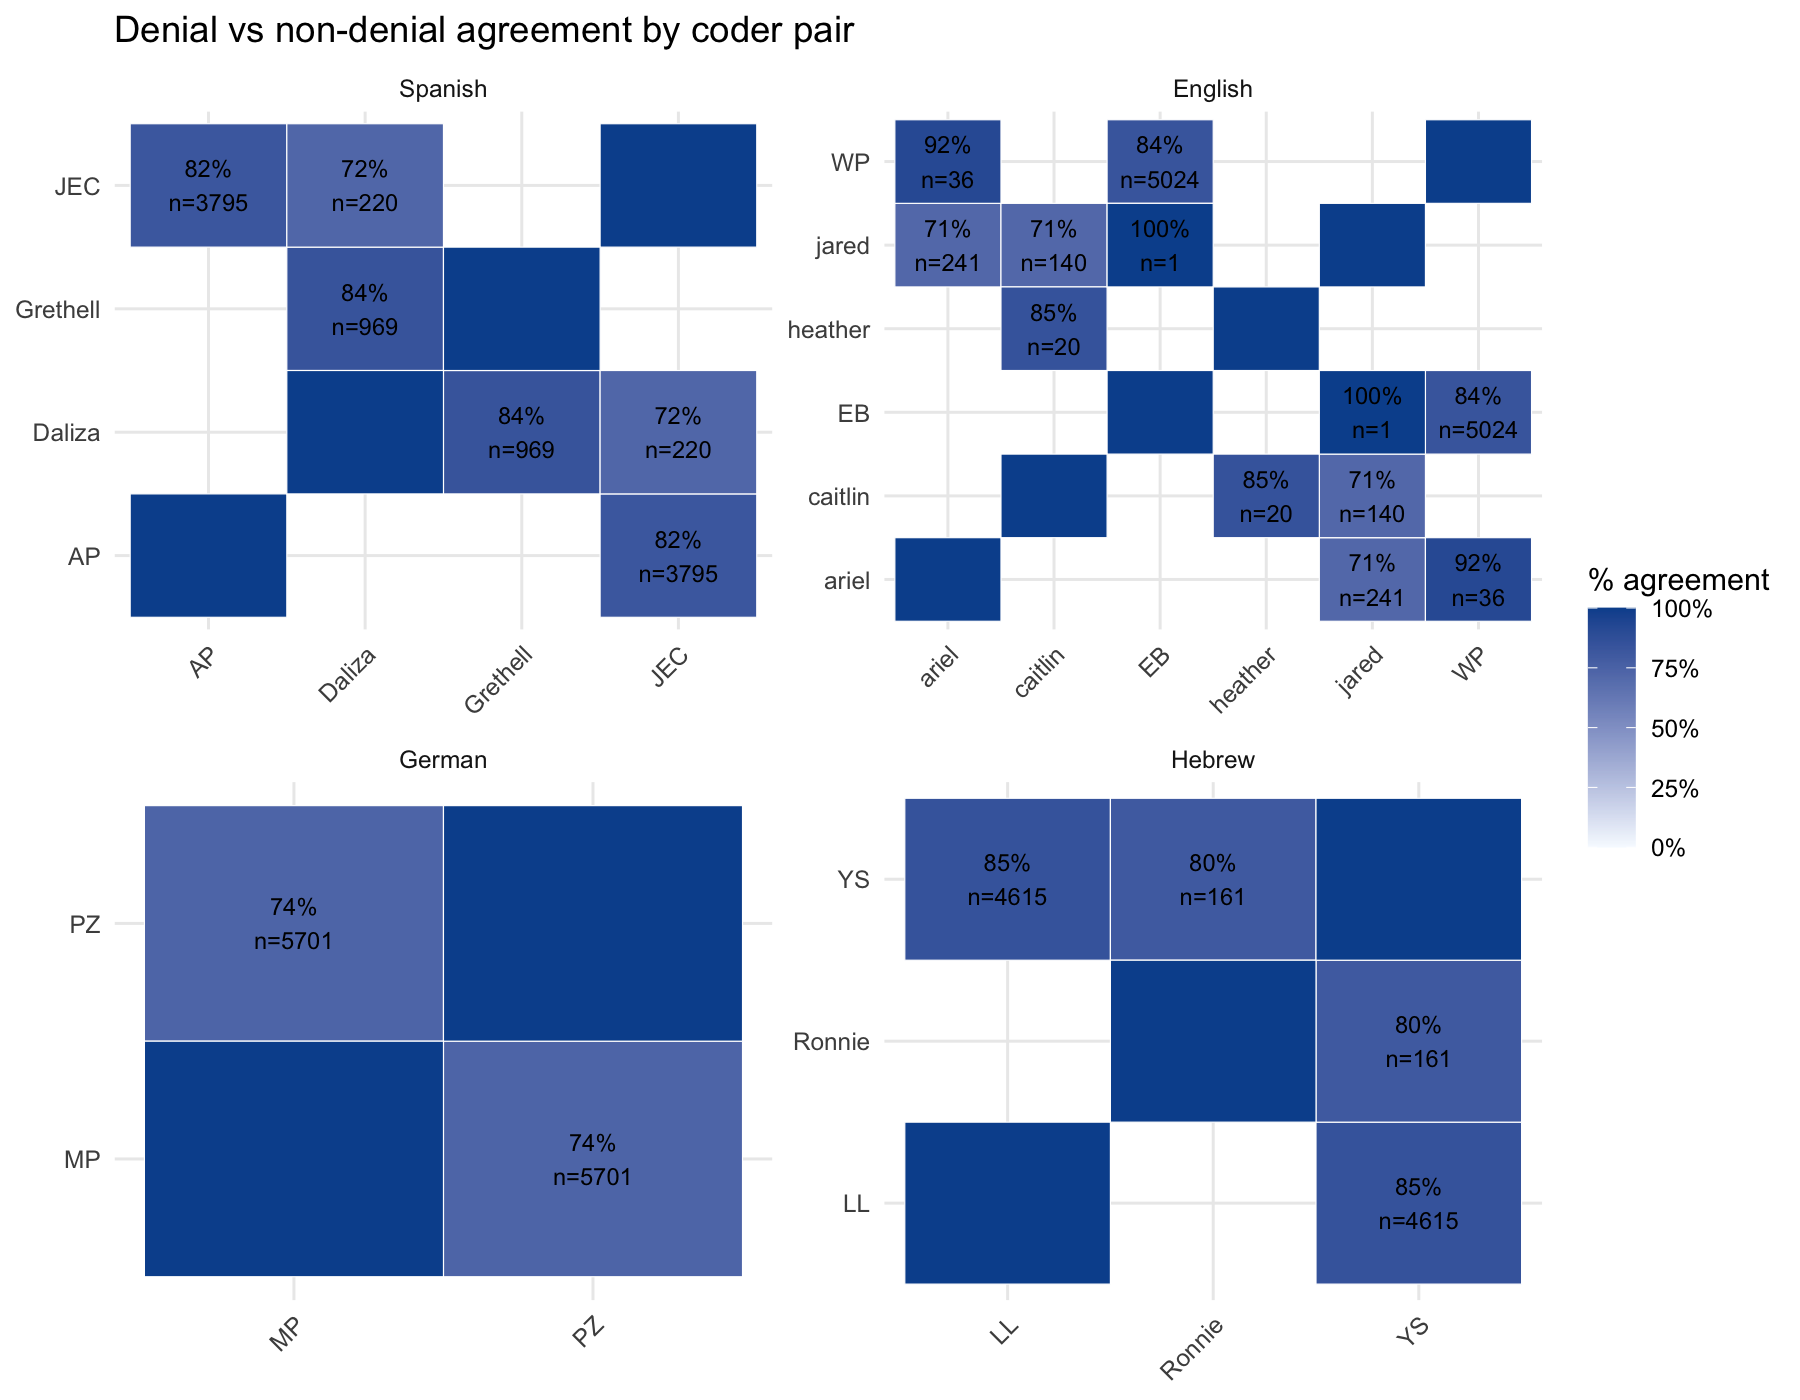 Denial vs non-denial agreement by coder pair
Spanish
JEC
82%
n=3795
72%
n=220
Grethell
84%
n=969
Daliza
84%
n=969
72%
n=220
AP
82%
n=3795
AP
Daliza
Grethell
JEC
English
WP
92%
n=36
84%
n=5024
jared
71%
n=241
71%
n=140
100%
n=1
heather
85%
n=20
EB
100%
n=1
84%
n=5024
caitlin
85%
n=20
71%
n=140
ariel
71%
n=241
92%
n=36
ariel
caitlin
EB
heather
jared
WP
% agreement
100%
75%
50%
25%
0%
German
PZ
74%
n=5701
MP
74%
n=5701
MP
PZ
Hebrew
YS
85%
n=4615
80%
n=161
Ronnie
80%
n=161
LL
85%
n=4615
LL
Ronnie
YS